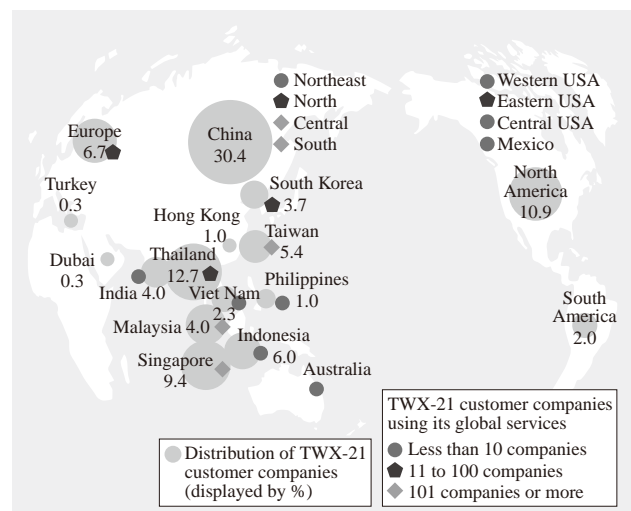 Northeast
North
Central
South
Western USA
Eastern USA
Central USA
Mexico
Europe
6.7
China
30.4
North
America
10.9
Turkey
0.3
South Korea
3.7
Hong Kong
1.0
Taiwan
5.4
Dubai
0.3
Thailand
12.7
India 4.0
Viet Nam
2.3
Philippines
1.0
Malaysia 4.0
Indonesia
6.0
Singapore
9.4
Australia
South
America
2.0
TWX-21 customer companies
using its global services
Less than 10 companies
11 to 100 companies
101 companies or more
Distribution of TWX-21
customer companies
(displayed by %)